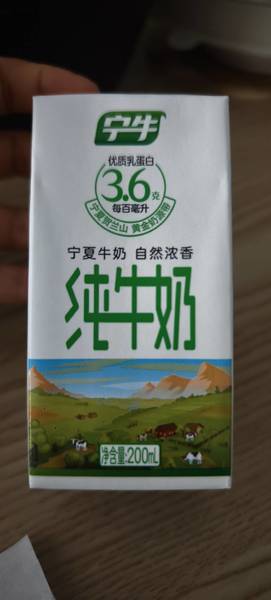 宁牛
优质乳蛋白
3.6克
每百毫升
宁夏贺兰山 黄金奶源带
宁夏牛奶 自然浓香
纯牛奶
净含量:200mL